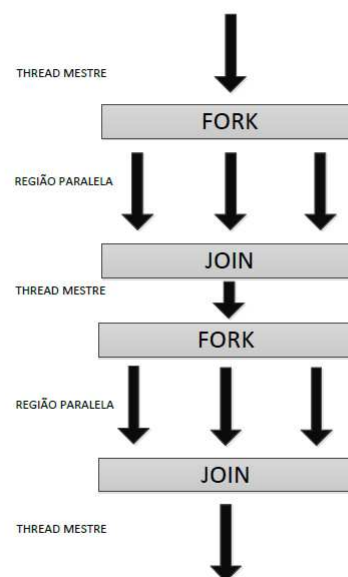 THREAD MESTRE
FORK
REGIÃO PARALELA
JOIN
THREAD MESTRE
FORK
REGIÃO PARALELA
JOIN
THREAD MESTRE